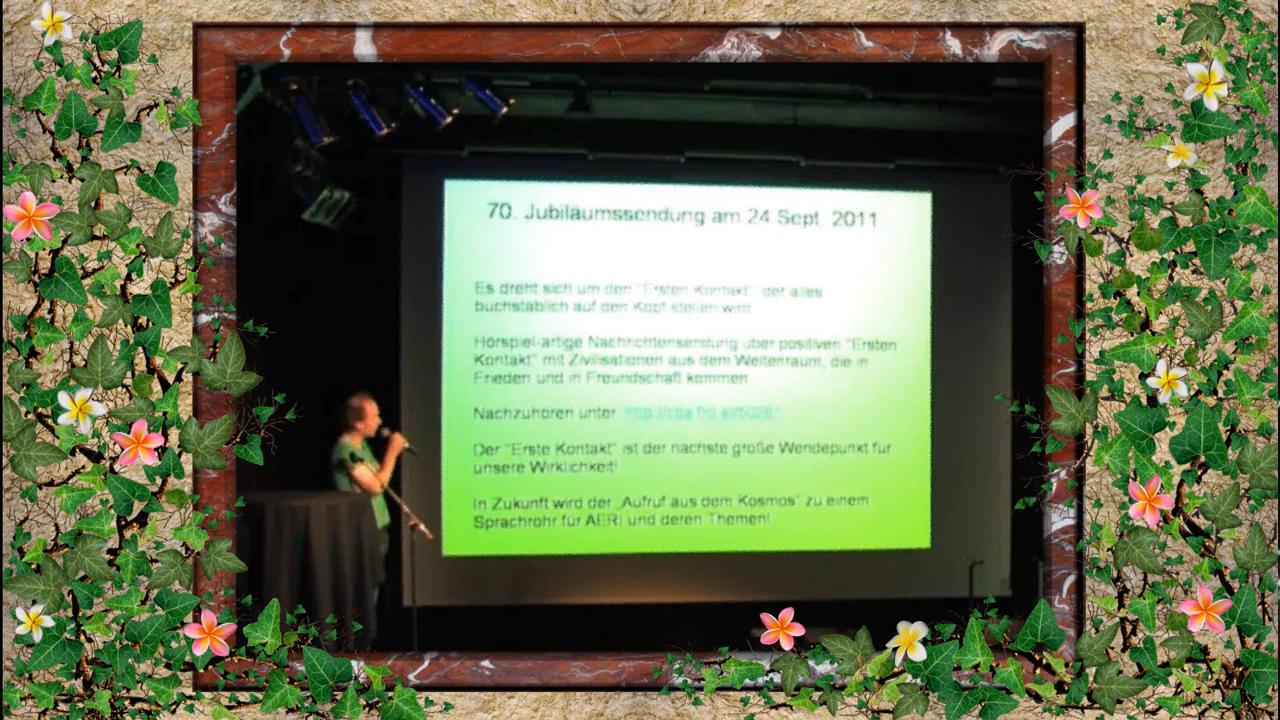 70. Jubiläumssendung am 24 Sept. 2011
Es dreht sich um den "Ersten Kontakt", der alles
buchstäblich auf den Kopf stellen wird
Hörspiel-artige Nachrichtensendung über positiven "Ersten
Kontakt" mit Zivilisationen aus dem Weltenraum, die in
Frieden und in Freundschaft kommen
Nachzuhören unter:
Der "Erste Kontakt" ist der nächste große Wendepunkt für
unsere Wirklichkeit!
In Zukunft wird der „Aufruf aus dem Kosmos" zu einem
Sprachrohr für AERI und deren Themen!